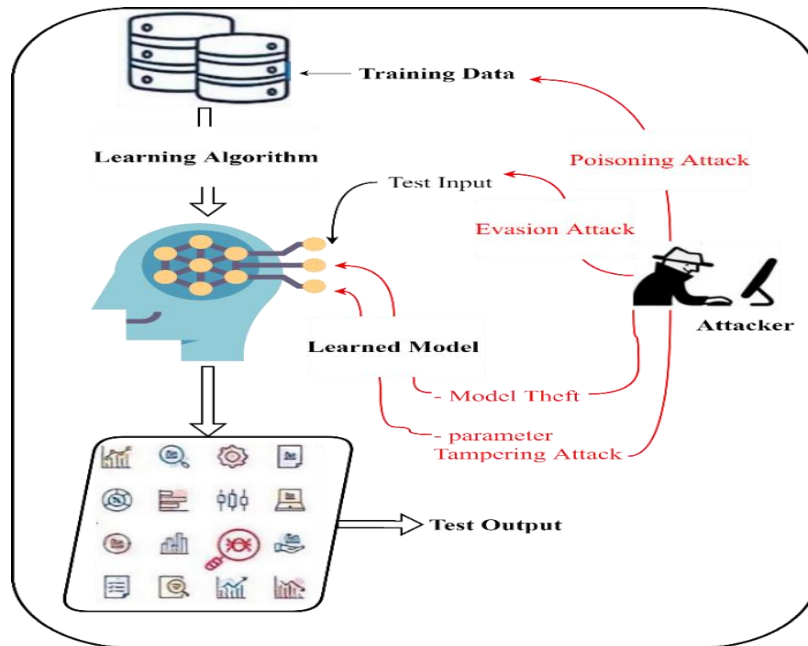 Training Data
Learning Algorithm
Poisoning Attack
Test Input
Evasion Attack
Attacker
Learned Model
- Model Theft
- parameter
Tampering Attack
Test Output